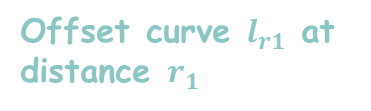 Offset curve l_{r1} at
distance r_1